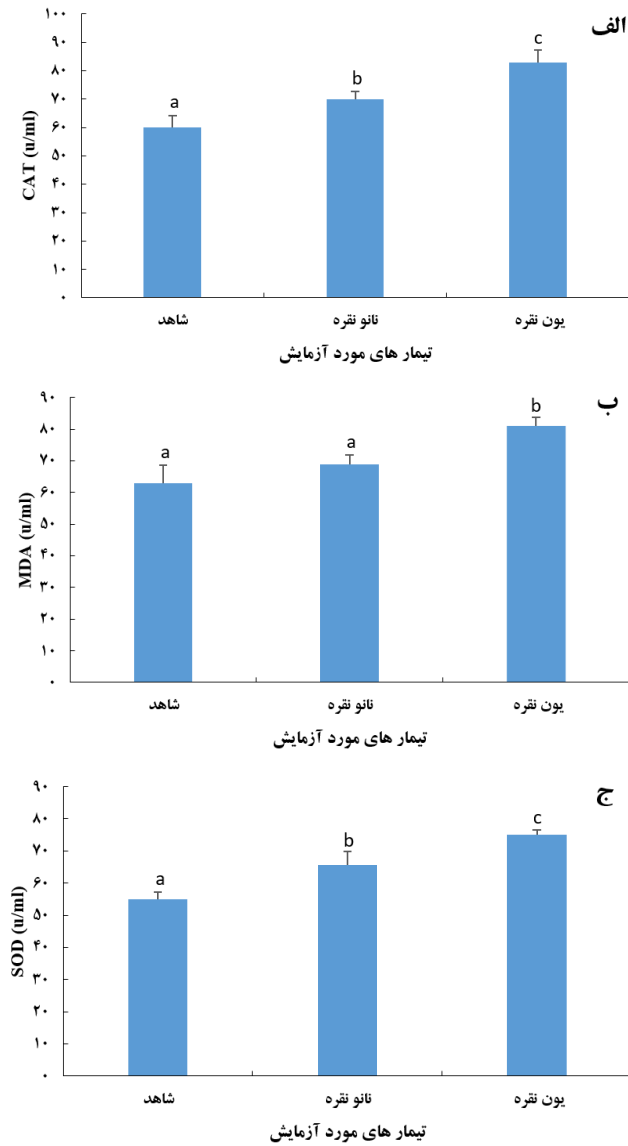 الف
CAT (u/ml)
۱۰۰
۹۰
۸۰
۷۰
۶۰
۵۰
۴۰
۳۰
۲۰
۱۰
۰
a
b
c
شاهد
نانو نقره
یون نقره
تیمار های مورد آزمایش
ب
MDA (u/ml)
۹۰
۸۰
۷۰
۶۰
۵۰
۴۰
۳۰
۲۰
۱۰
۰
a
a
b
شاهد
نانو نقره
یون نقره
تیمار های مورد آزمایش
ج
SOD (u/ml)
۹۰
۸۰
۷۰
۶۰
۵۰
۴۰
۳۰
۲۰
۱۰
۰
a
b
c
شاهد
نانو نقره
یون نقره
تیمار های مورد آزمایش